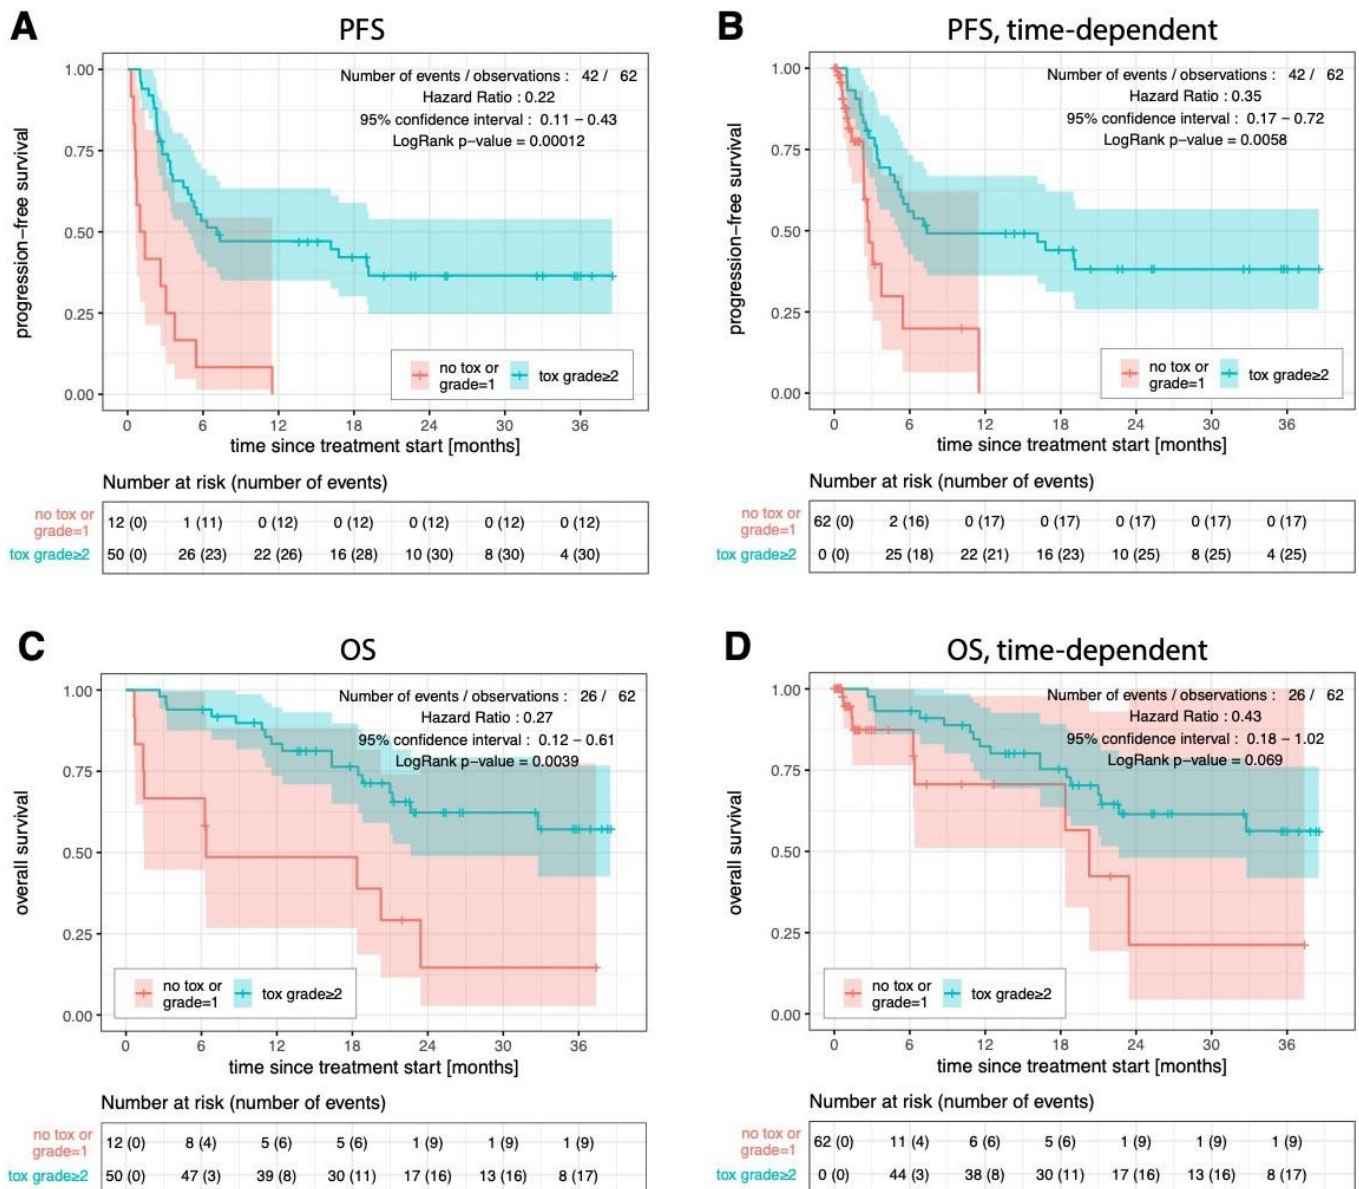 A
PFS
Number of events / observations : 42 / 62
Hazard Ratio : 0.22
95% confidence interval : 0.11 − 0.43
LogRank p−value = 0.00012
1.00
0.75
0.50
0.25
0.00
progression−free survival
no tox or
grade=1
tox grade≥2
0 6 12 18 24 30 36
time since treatment start [months]
Number at risk (number of events)
no tox or
grade=1
12 (0) 1 (11) 0 (12) 0 (12) 0 (12) 0 (12) 0 (12)
tox grade≥2 50 (0) 26 (23) 22 (26) 16 (28) 10 (30) 8 (30) 4 (30)
B
PFS, time-dependent
Number of events / observations : 42 / 62
Hazard Ratio : 0.35
95% confidence interval : 0.17 − 0.72
LogRank p−value = 0.0058
1.00
0.75
0.50
0.25
0.00
progression−free survival
no tox or
grade=1
tox grade≥2
0 6 12 18 24 30 36
time since treatment start [months]
Number at risk (number of events)
no tox or
grade=1
62 (0) 2 (16) 0 (17) 0 (17) 0 (17) 0 (17) 0 (17)
tox grade≥2 0 (0) 25 (18) 22 (21) 16 (23) 10 (25) 8 (25) 4 (25)
C
OS
Number of events / observations : 26 / 62
Hazard Ratio : 0.27
95% confidence interval : 0.12 − 0.61
LogRank p−value = 0.0039
1.00
0.75
0.50
0.25
0.00
overall survival
no tox or
grade=1
tox grade≥2
0 6 12 18 24 30 36
time since treatment start [months]
Number at risk (number of events)
no tox or
grade=1
12 (0) 8 (4) 5 (6) 5 (6) 1 (9) 1 (9) 1 (9)
tox grade≥2 50 (0) 47 (3) 39 (8) 30 (11) 17 (16) 13 (16) 8 (17)
D
OS, time-dependent
Number of events / observations : 26 / 62
Hazard Ratio : 0.43
95% confidence interval : 0.18 − 1.02
LogRank p−value = 0.069
1.00
0.75
0.50
0.25
0.00
overall survival
no tox or
grade=1
tox grade≥2
0 6 12 18 24 30 36
time since treatment start [months]
Number at risk (number of events)
no tox or
grade=1
62 (0) 11 (4) 6 (6) 5 (6) 1 (9) 1 (9) 1 (9)
tox grade≥2 0 (0) 44 (3) 38 (8) 30 (11) 17 (16) 13 (16) 8 (17)